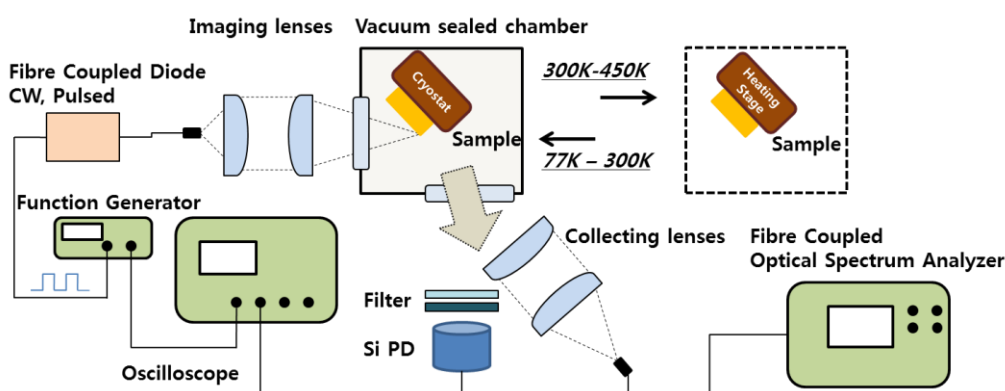 Imaging lenses
Vacuum sealed chamber
Fibre Coupled Diode
CW, Pulsed
Cryostat
Sample
300K-450K
77K – 300K
Heating
Stage
Sample
Function Generator
Collecting lenses
Fibre Coupled
Optical Spectrum Analyzer
Filter
Si PD
Oscilloscope